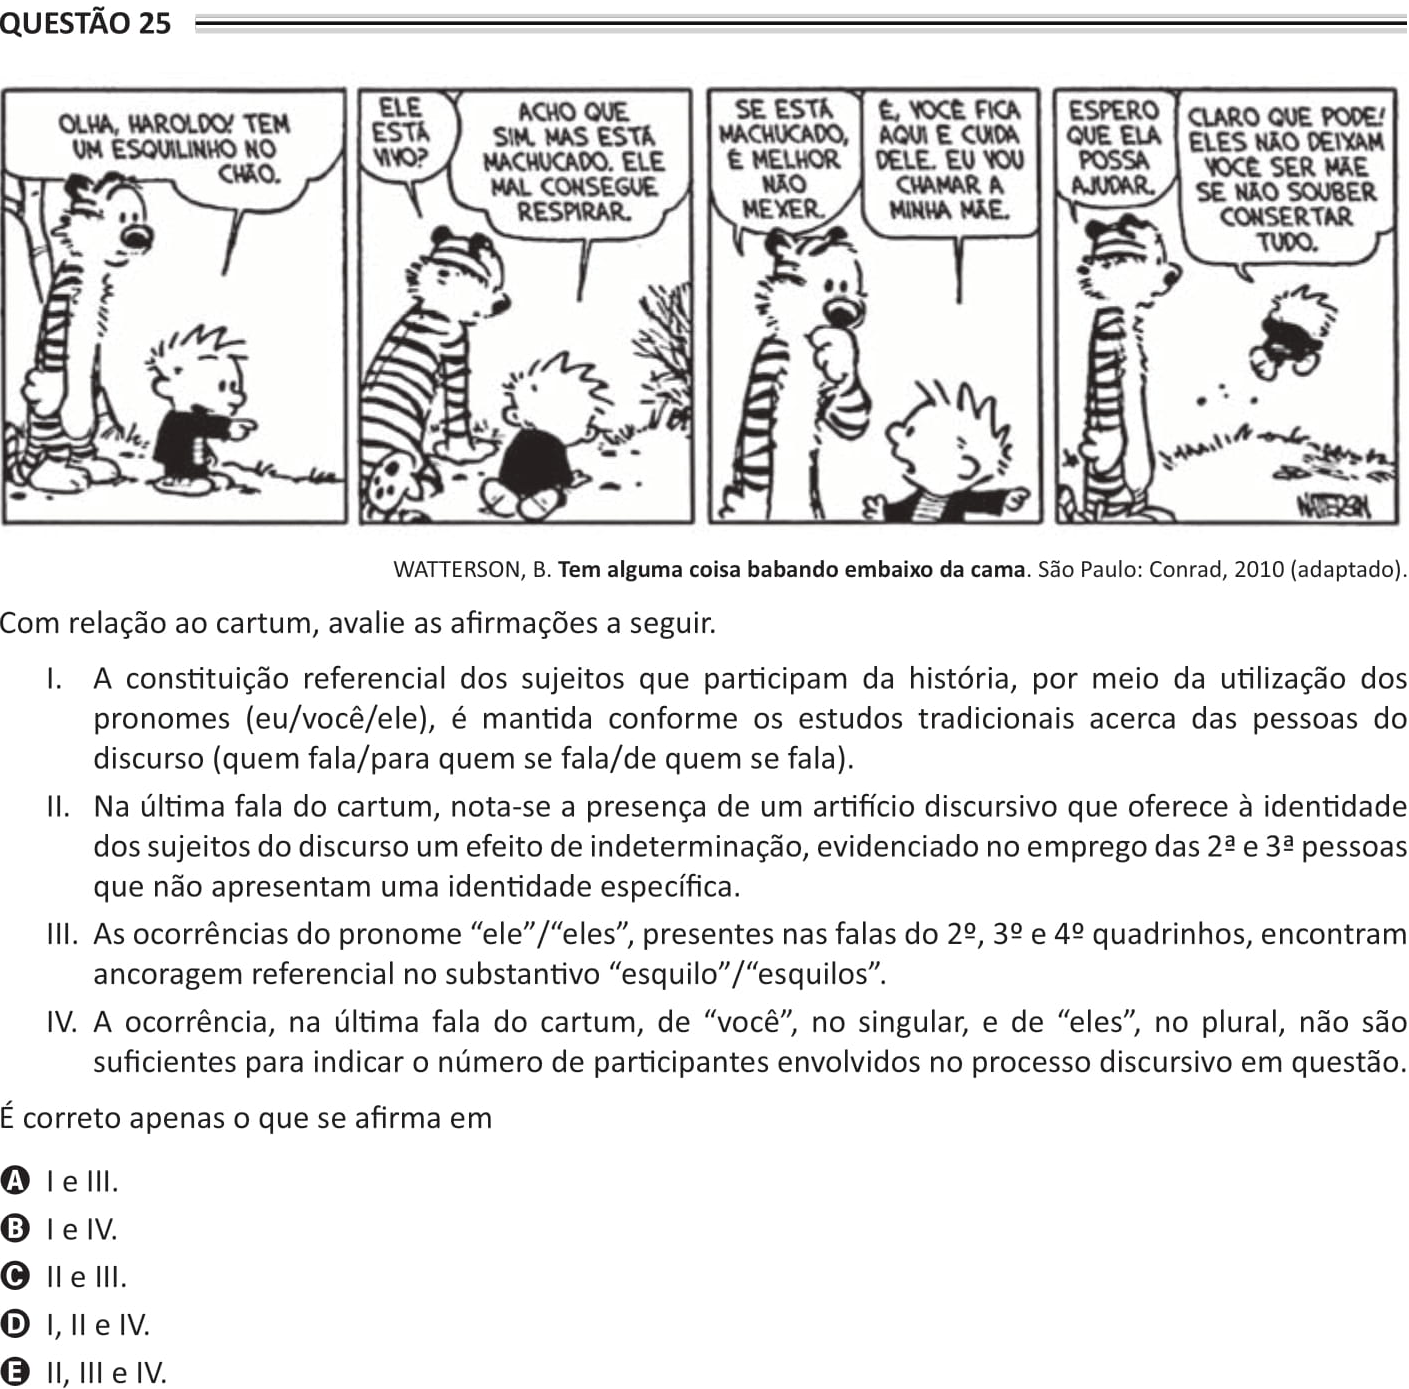 QUESTÃO 25
OLHA, HAROLDO! TEM
UM ESQUILINHO NO
CHÃO.
ELE
ESTÁ
VIVO?
ACHO QUE
SIM. MAS ESTÁ
MACHUCADO. ELE
MAL CONSEGUE
RESPIRAR.
SE ESTÁ
MACHUCADO,
É MELHOR
NÃO
MEXER.
É, VOCÊ FICA
AQUI E CUIDA
DELE. EU VOU
CHAMAR A
MINHA MÃE.
ESPERO
QUE ELA
POSSA
AJUDAR.
CLARO QUE PODE!
ELES NÃO DEIXAM
VOCÊ SER MÃE
SE NÃO SOUBER
CONSERTAR
TUDO.
WATTERSON
WATTERSON, B. Tem alguma coisa babando embaixo da cama. São Paulo: Conrad, 2010 (adaptado).
Com relação ao cartum, avalie as afirmações a seguir.
I. A constituição referencial dos sujeitos que participam da história, por meio da utilização dos
pronomes (eu/você/ele), é mantida conforme os estudos tradicionais acerca das pessoas do
discurso (quem fala/para quem se fala/de quem se fala).
II. Na última fala do cartum, nota-se a presença de um artifício discursivo que oferece à identidade
dos sujeitos do discurso um efeito de indeterminação, evidenciado no emprego das 2ª e 3ª pessoas
que não apresentam uma identidade específica.
III. As ocorrências do pronome “ele”/“eles”, presentes nas falas do 2º, 3º e 4º quadrinhos, encontram
ancoragem referencial no substantivo “esquilo”/“esquilos”.
IV. A ocorrência, na última fala do cartum, de “você”, no singular, e de “eles”, no plural, não são
suficientes para indicar o número de participantes envolvidos no processo discursivo em questão.
É correto apenas o que se afirma em
A I e III.
B I e IV.
C II e III.
D I, II e IV.
E II, III e IV.